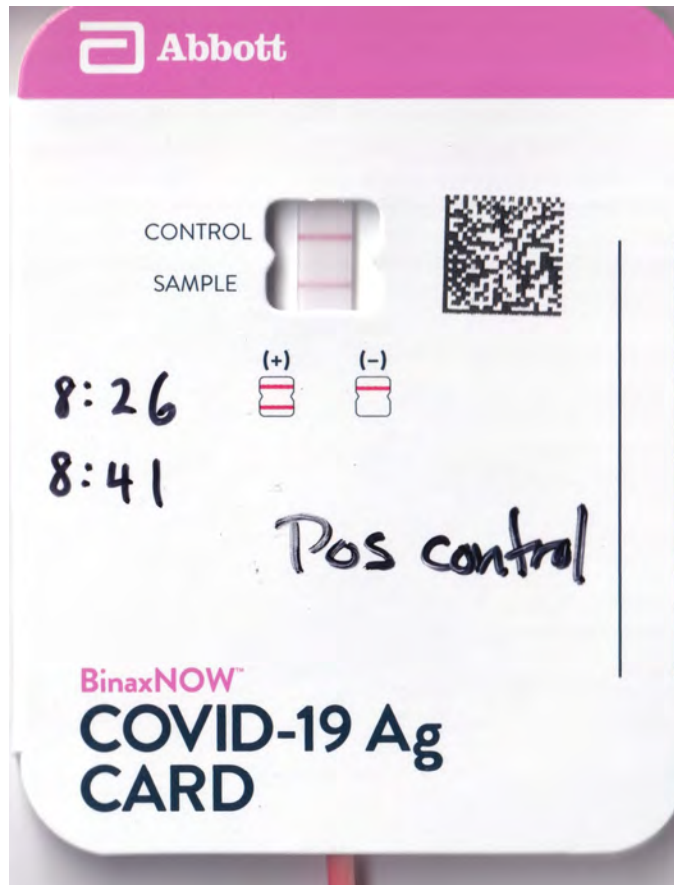 Abbott
CONTROL
SAMPLE
(+) (-)
8:26
8:41
Pos control
BinaxNOW™
COVID-19 Ag
CARD